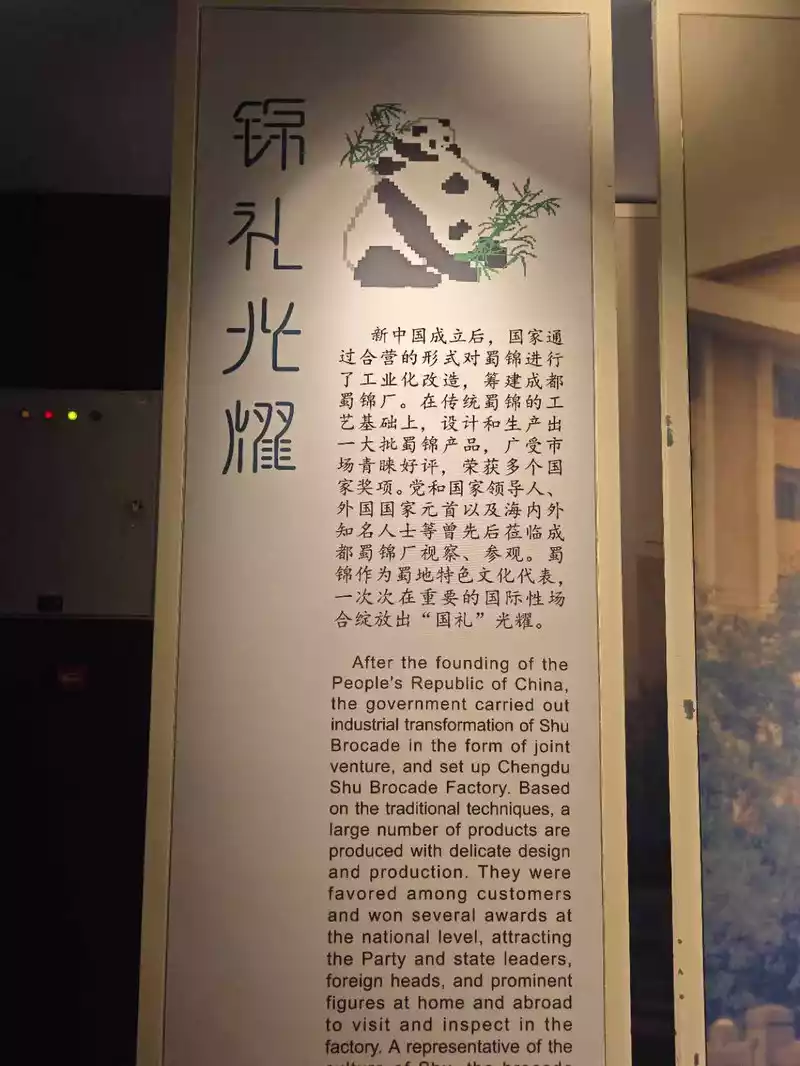 锦礼光耀
新中国成立后，国家通
过合营的形式对蜀锦进行
了工业化改造，筹建成都
蜀锦厂。在传统蜀锦的工
艺基础上，设计和生产出
一大批蜀锦产品，广受市
场青睐好评，荣获多个国
家奖项。党和国家领导人、
外国国家元首以及海内外
知名人士等曾先后莅临成
都蜀锦厂视察、参观。蜀
锦作为蜀地特色文化代表，
一次次在重要的国际性场
合绽放出“国礼”光耀。
After the founding of the
People's Republic of China,
the government carried out
industrial transformation of Shu
Brocade in the form of joint
venture, and set up Chengdu
Shu Brocade Factory. Based
on the traditional techniques, a
large number of products are
produced with delicate design
and production. They were
favored among customers
and won several awards at
the national level, attracting
the Party and state leaders,
foreign heads, and prominent
figures at home and abroad
to visit and inspect in the
factory. A representative of the
culture of Shu, the brocade